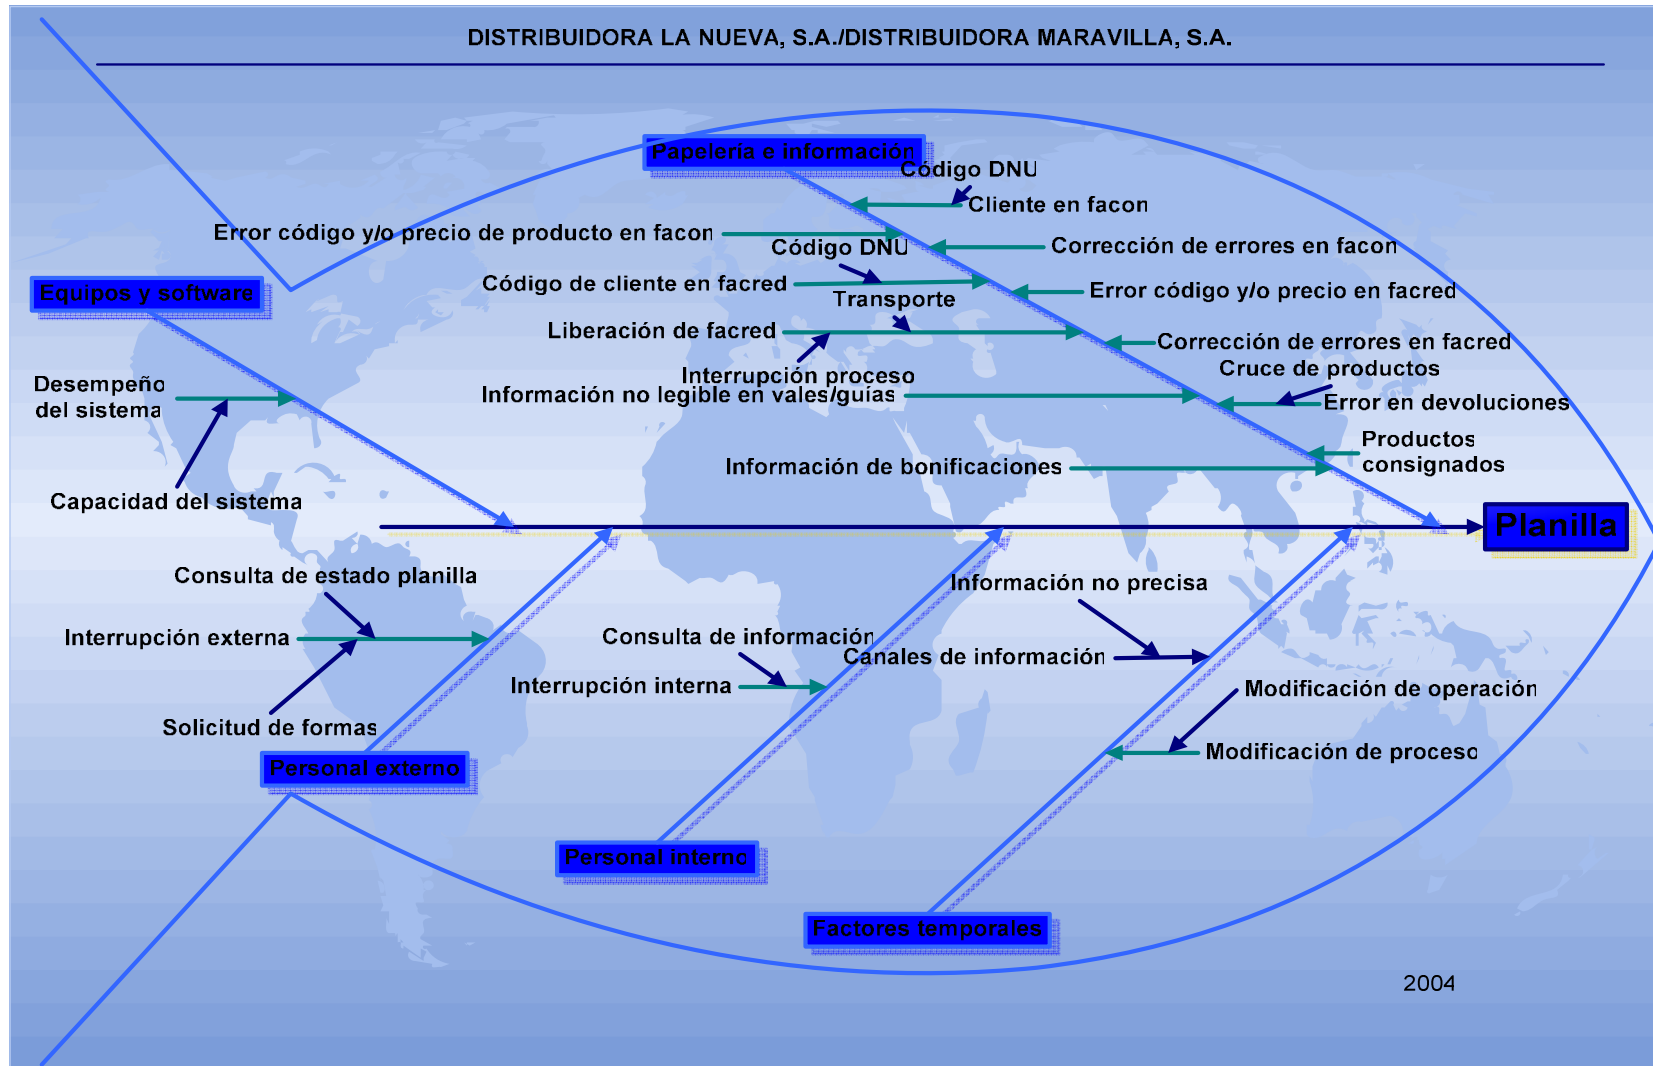 DISTRIBUIDORA LA NUEVA, S.A./DISTRIBUIDORA MARAVILLA, S.A.
Papelería e información
Código DNU
Cliente en facon
Error código y/o precio de producto en facon
Código DNU
Corrección de errores en facon
Código de cliente en facred
Equipos y software
Transporte
Error código y/o precio en facred
Liberación de facred
Corrección de errores en facred
Interrupción proceso
Cruce de productos
Desempeño
del sistema
Información no legible en vales/guías
Error en devoluciones
Productos
consignados
Información de bonificaciones
Capacidad del sistema
Planilla
Consulta de estado planilla
Información no precisa
Interrupción externa
Consulta de información
Canales de información
Interrupción interna
Modificación de operación
Solicitud de formas
Modificación de proceso
Personal externo
Personal interno
Factores temporales
2004